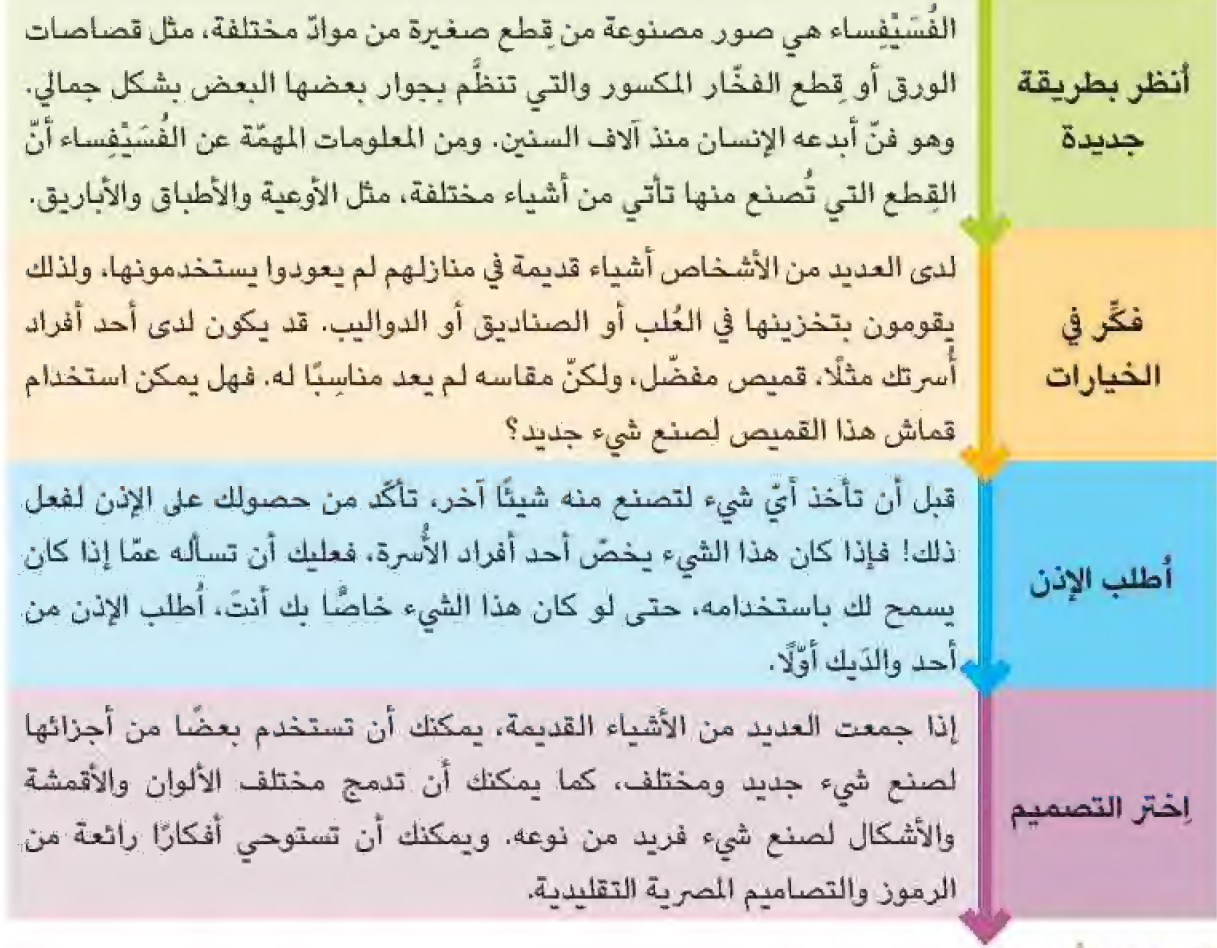 أنظر بطريقة
جديدة
الفُسَيْفِساء هي صور مصنوعة من قِطع صغيرة من موادّ مختلفة، مثل قصاصات
الورق أو قِطع الفخّار المكسور والتي تنظَّم بجوار بعضها البعض بشكل جمالي.
وهو فنّ أبدعه الإنسان منذ آلاف السنين. ومن المعلومات المهمّة عن الفُسَيْفِساء أنّ
القِطع التي تُصنع منها تأتي من أشياء مختلفة، مثل الأوعية والأطباق والأباريق.
فكِّر في
الخيارات
لدى العديد من الأشخاص أشياء قديمة في منازلهم لم يعودوا يستخدمونها، ولذلك
يقومون بتخزينها في العُلب أو الصناديق أو الدواليب. قد يكون لدى أحد أفراد
أُسرتك مثلًا، قميص مفضّل، ولكنّ مقاسه لم يعد مناسِبًا له. فهل يمكن استخدام
قماش هذا القميص لصنع شيء جديد؟
أطلب الإذن
قبل أن تأخذ أيّ شيء لتصنع منه شيئًا آخر، تأكّد من حصولك على الإذن لفعل
ذلك! فإذا كان هذا الشيء يخصّ أحد أفراد الأُسرة، فعليك أن تسأله عمّا إذا كان
يسمح لك باستخدامه، حتى لو كان هذا الشيء خاصًّا بك أنتَ، أُطلب الإذن من
أحد والدَيك أوّلًا.
اِختر التصميم
إذا جمعت العديد من الأشياء القديمة، يمكنك أن تستخدم بعضًا من أجزائها
لصنع شيء جديد ومختلف، كما يمكنك أن تدمج مختلف الألوان والأقمشة
والأشكال لصنع شيء فريد من نوعه. ويمكنك أن تستوحي أفكارًا رائعة من
الرموز والتصاميم المصرية التقليدية.